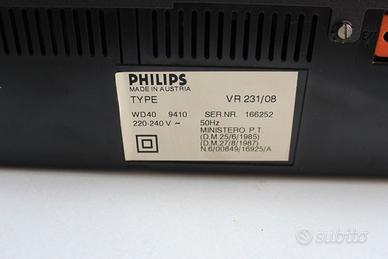 PHILIPS
MADE IN AUSTRIA
TYPE VR 231/08
WD40 9410 SER.NR. 166252
220-240 V ~ 50Hz
MINISTERO P.T.
(D.M.25/6/1985)
(D.M.27/8/1987)
N.6/00849/16925/A
subito